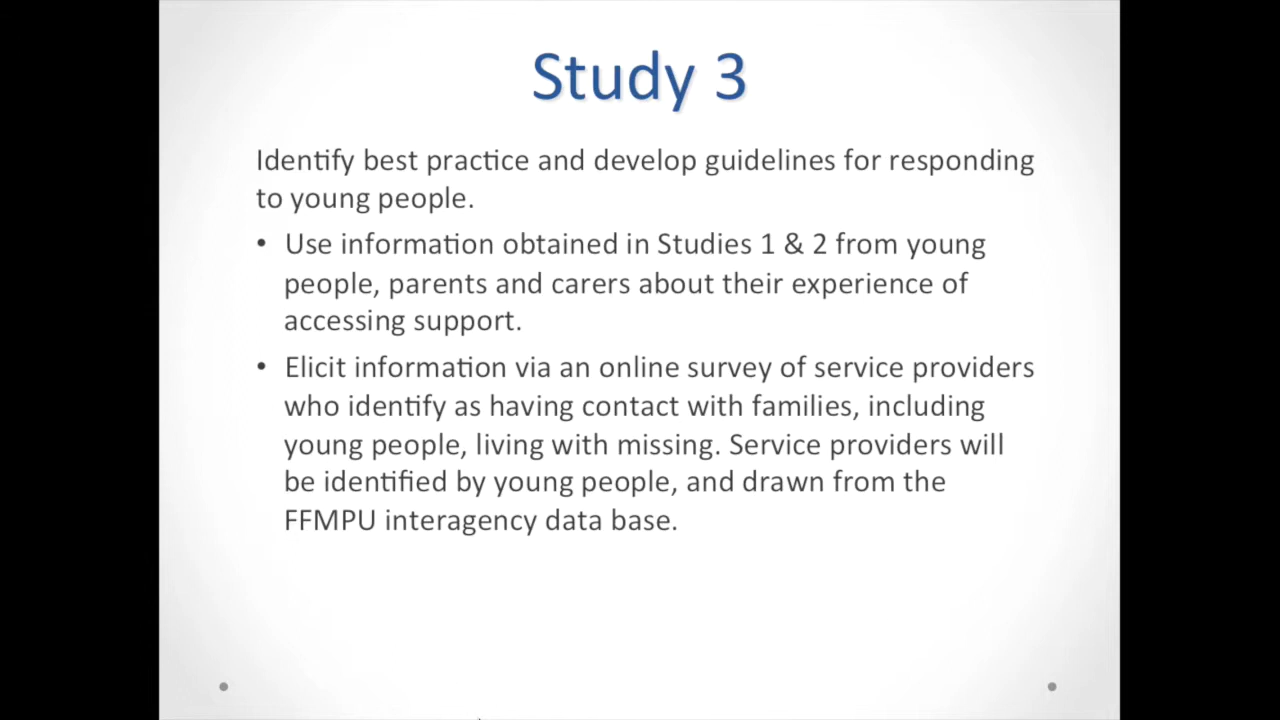 Study 3
Identify best practice and develop guidelines for responding
to young people.
• Use information obtained in Studies 1 & 2 from young
people, parents and carers about their experience of
accessing support.
• Elicit information via an online survey of service providers
who identify as having contact with families, including
young people, living with missing. Service providers will
be identified by young people, and drawn from the
FFMPU interagency data base.